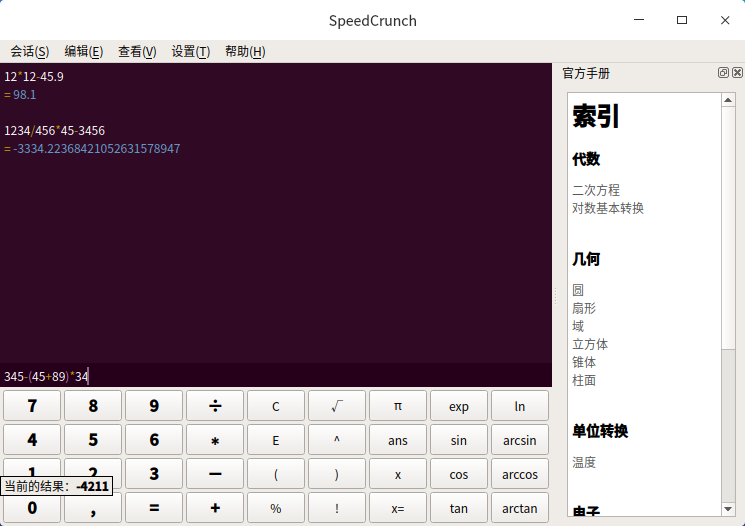 SpeedCrunch
会话(S) 编辑(E) 查看(V) 设置(T) 帮助(H)
12*12-45.9
= 98.1
1234/456*45-3456
= -3334.22368421052631578947
345-(45+89)*34
7 8 9 ÷ C √ π exp ln
4 5 6 * E ^ ans sin arcsin
1 2 3 − ( ) x cos arccos
当前的结果：-4211
0 , = + % ! x= tan arctan
官方手册
索引
代数
二次方程
对数基本转换
几何
圆
扇形
域
立方体
锥体
柱面
单位转换
温度
电子